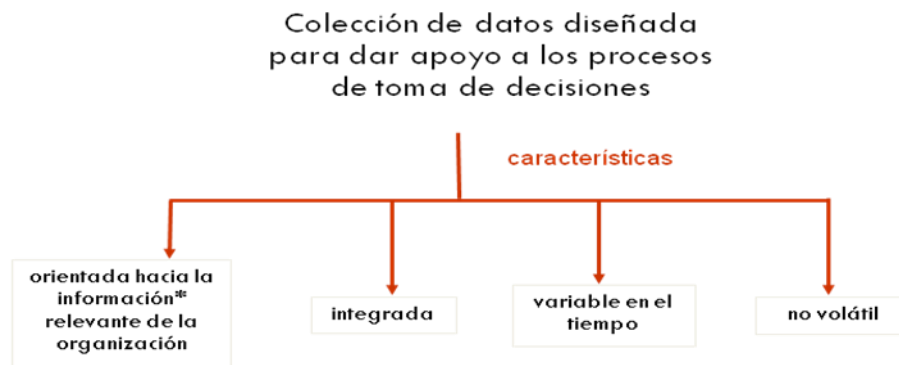 Colección de datos diseñada
para dar apoyo a los procesos
de toma de decisiones
características
orientada hacia la
información*
relevante de la
organización
integrada
variable en el
tiempo
no volátil